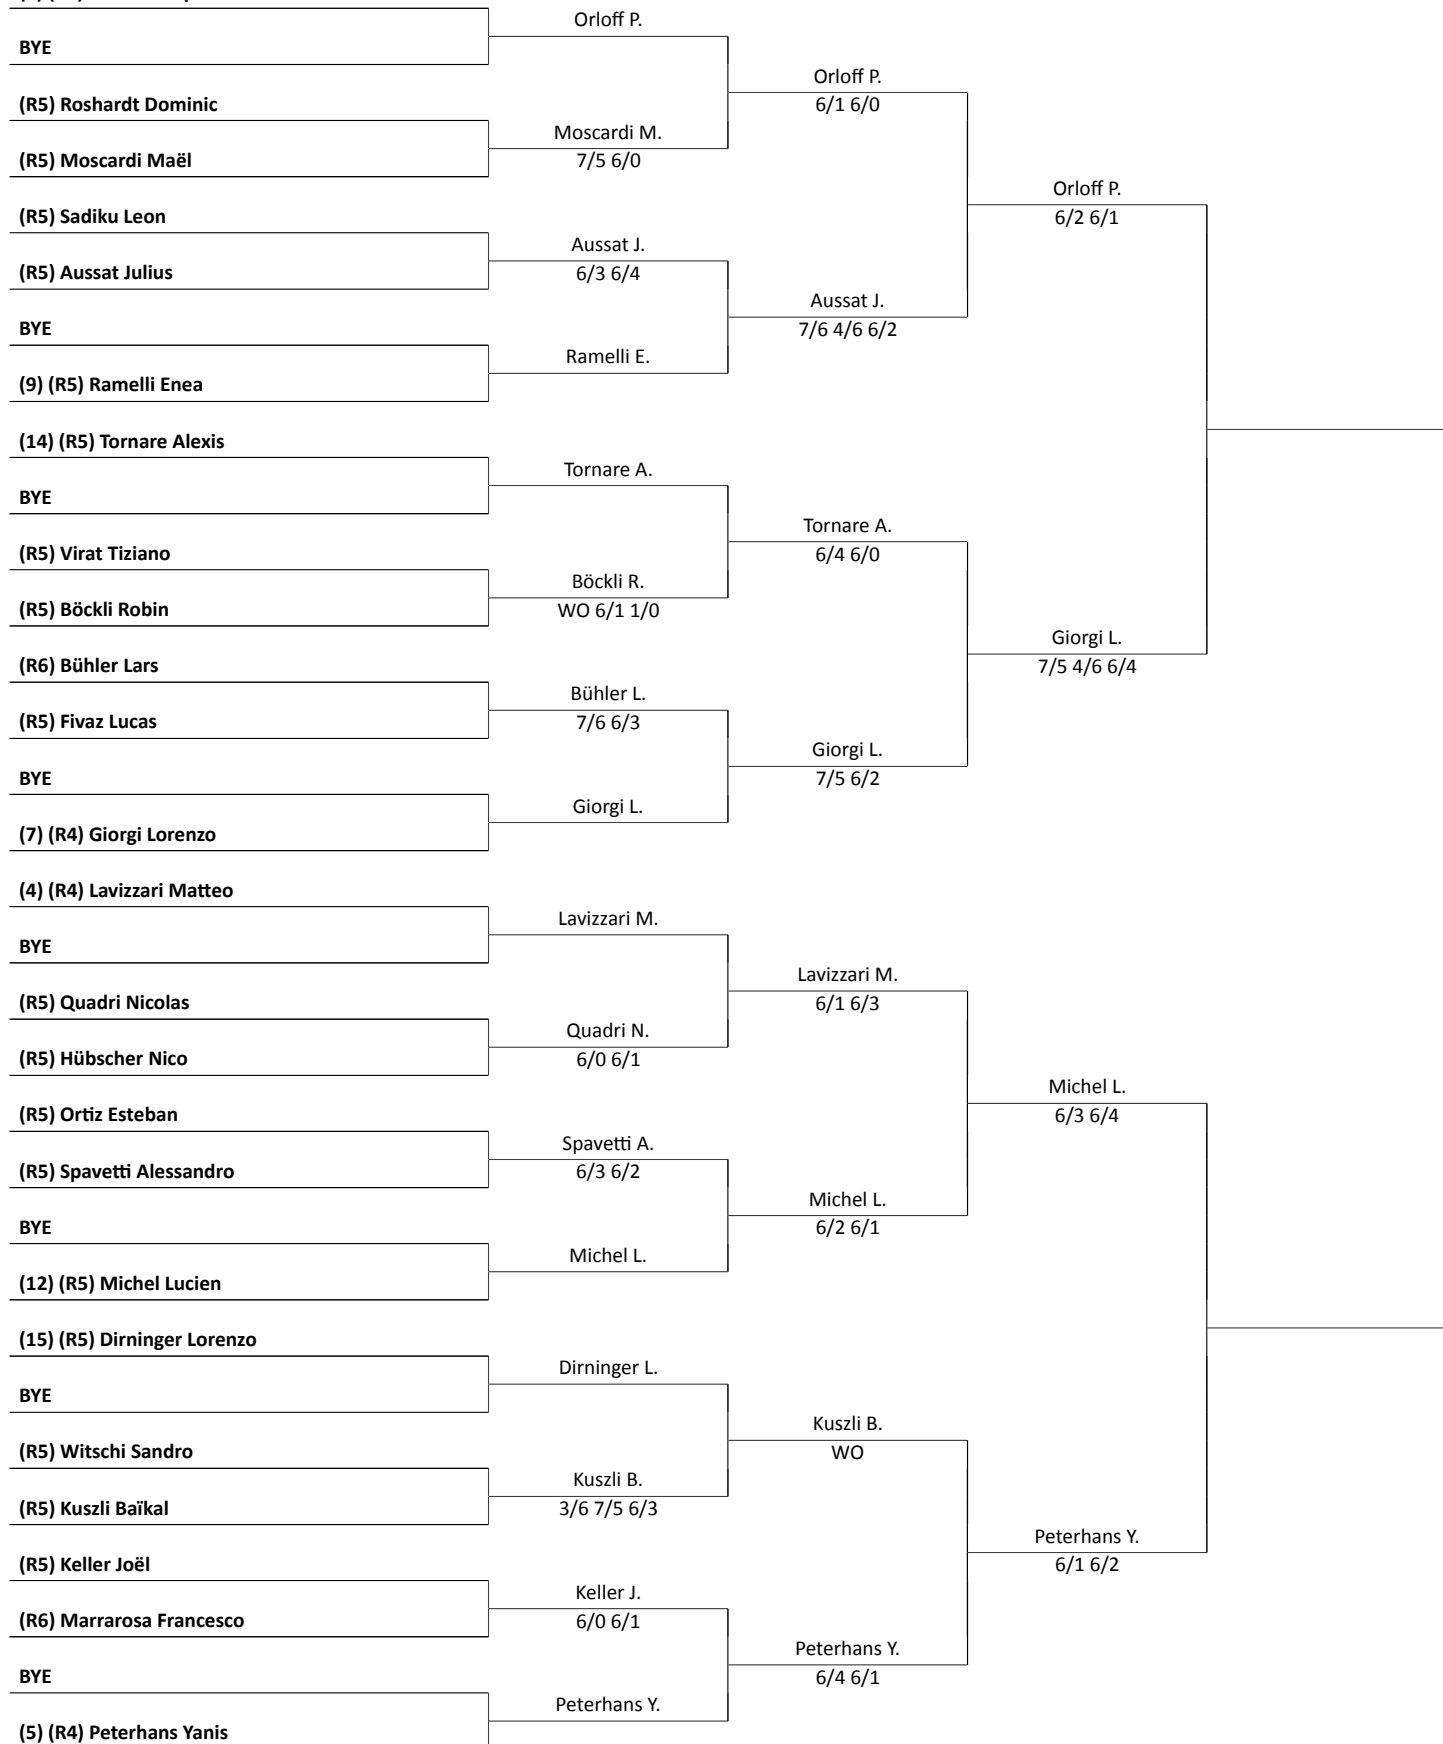 Orloff P.
BYE
Orloff P.
6/1 6/0
(R5) Roshardt Dominic
Moscardi M.
7/5 6/0
(R5) Moscardi Maël
Orloff P.
6/2 6/1
(R5) Sadiku Leon
Aussat J.
6/3 6/4
(R5) Aussat Julius
Aussat J.
7/6 4/6 6/2
BYE
Ramelli E.
(9) (R5) Ramelli Enea
(14) (R5) Tornare Alexis
Tornare A.
BYE
Tornare A.
6/4 6/0
(R5) Virat Tiziano
Böckli R.
WO 6/1 1/0
(R5) Böckli Robin
Giorgi L.
7/5 4/6 6/4
(R6) Bühler Lars
Bühler L.
7/6 6/3
(R5) Fivaz Lucas
Giorgi L.
7/5 6/2
BYE
Giorgi L.
(7) (R4) Giorgi Lorenzo
(4) (R4) Lavizzari Matteo
Lavizzari M.
BYE
Lavizzari M.
6/1 6/3
(R5) Quadri Nicolas
Quadri N.
6/0 6/1
(R5) Hübscher Nico
Michel L.
6/3 6/4
(R5) Ortiz Esteban
Spavetti A.
6/3 6/2
(R5) Spavetti Alessandro
Michel L.
6/2 6/1
BYE
Michel L.
(12) (R5) Michel Lucien
(15) (R5) Dirninger Lorenzo
Dirninger L.
BYE
Kuszli B.
WO
(R5) Witschi Sandro
Kuszli B.
3/6 7/5 6/3
(R5) Kuszli Baïkal
Peterhans Y.
6/1 6/2
(R5) Keller Joël
Keller J.
6/0 6/1
(R6) Marrarosa Francesco
Peterhans Y.
6/4 6/1
BYE
Peterhans Y.
(5) (R4) Peterhans Yanis